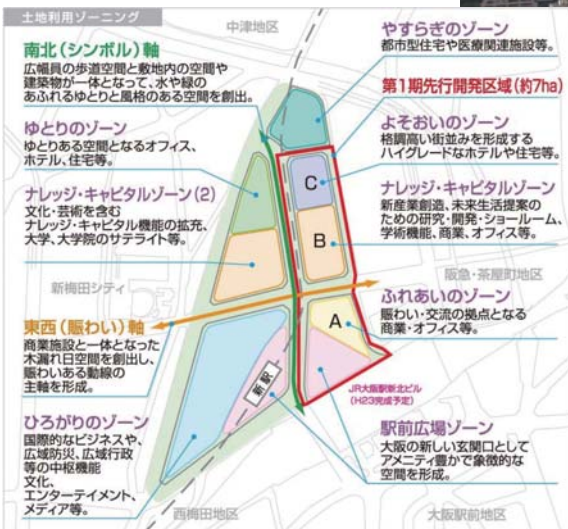 土地利用ゾーニング
中津地区
南北(シンボル)軸
広幅員の歩道空間と敷地内の空間や
建築物が一体となって、水や緑の
あふれるゆとりと風格のある空間を創出。
ゆとりのゾーン
ゆとりある空間となるオフィス、
ホテル、住宅等。
ナレッジ・キャピタルゾーン(2)
文化・芸術を含む
ナレッジ・キャピタル機能の拡充、
大学、大学院のサテライト等。
新梅田シティ
東西(賑わい)軸
商業施設と一体となった
木漏れ日空間を創出し、
賑わいある動線の
主軸を形成。
ひろがりのゾーン
国際的なビジネスや、
広域防災、広域行政
等の中枢機能
文化、
エンターテイメント、
メディア等。
西梅田地区
新駅
C
B
A
やすらぎのゾーン
都市型住宅や医療関連施設等。
第1期先行開発区域(約7ha)
よそおいのゾーン
格調高い街並みを形成する
ハイグレードなホテルや住宅等。
ナレッジ・キャピタルゾーン
新産業創造、未来生活提案の
ための研究・開発・ショールーム、
学術機能、商業、オフィス等。
阪急・茶屋町地区
ふれあいのゾーン
賑わい・交流の拠点となる
商業・オフィス等。
JR大阪駅新北ビル
(H23完成予定)
駅前広場ゾーン
大阪の新しい玄関口として
アメニティ豊かで象徴的な
空間を形成。
大阪駅前地区